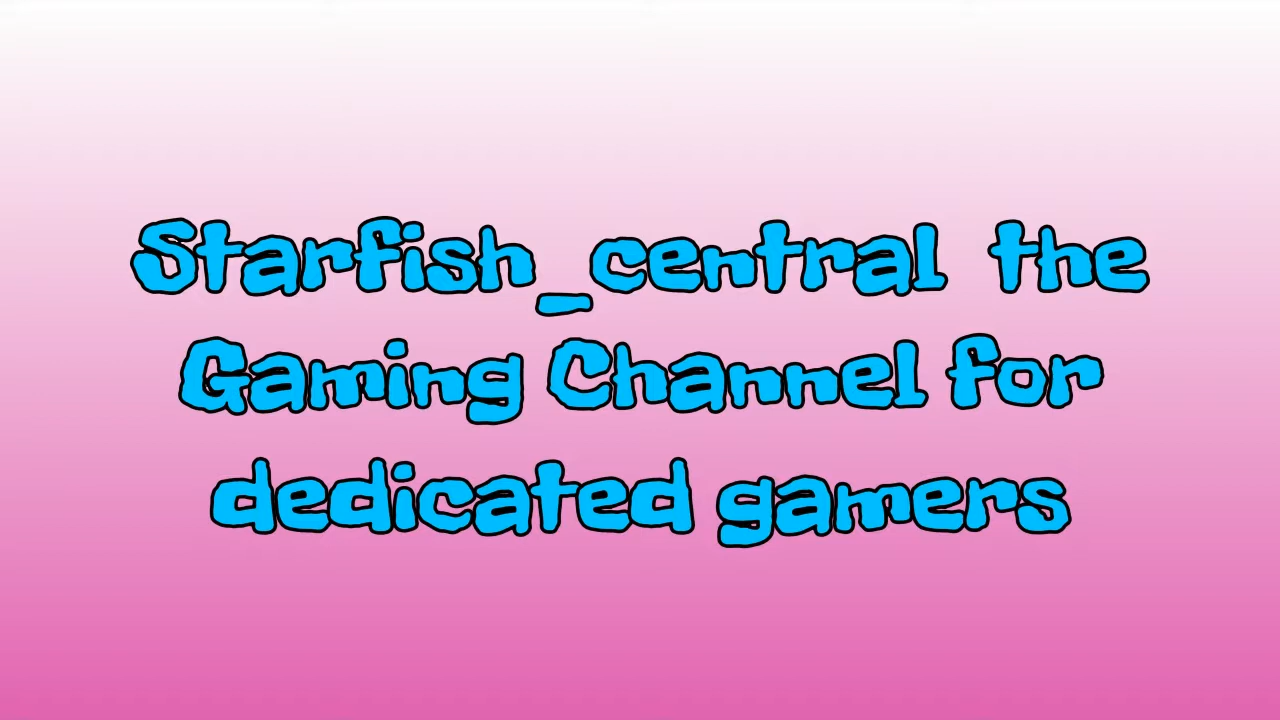 Starfish_central the
Gaming Channel for
dedicated gamers